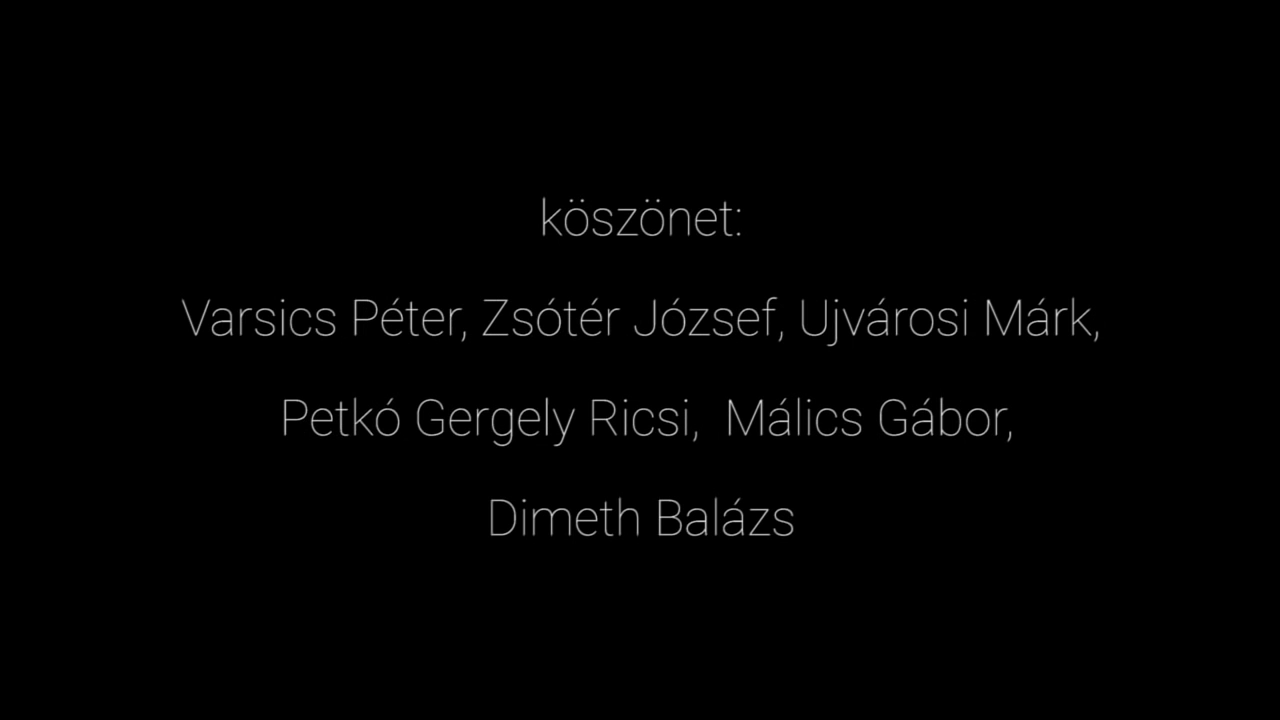 köszönet:
Varsics Péter, Zsótér József, Ujvárosi Márk,
Petkó Gergely Ricsi,  Málics Gábor,
Dimeth Balázs